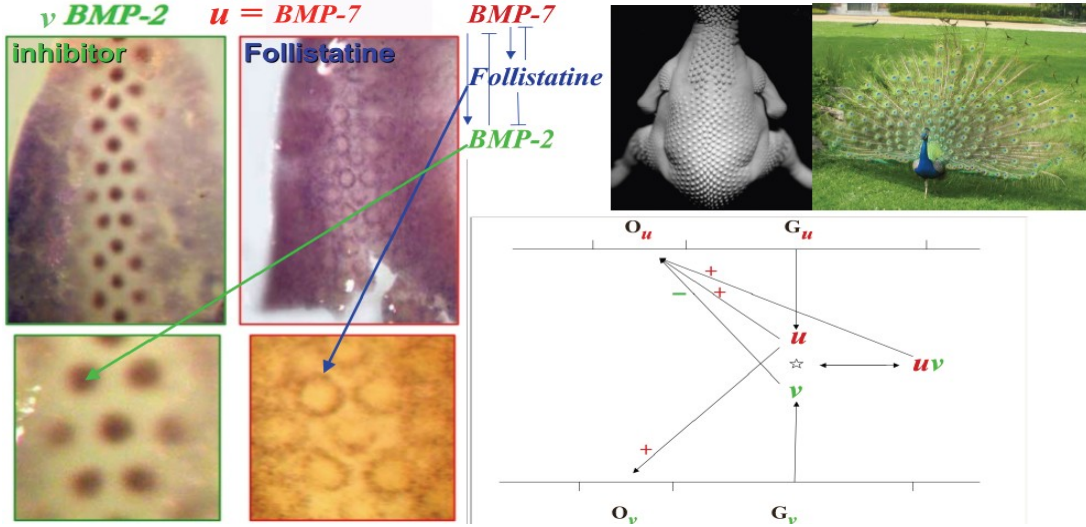 v BMP-2
u = BMP-7
inhibitor
Follistatine
BMP-7
Follistatine
BMP-2
Ou
Gu
+
+
−
u
uv
v
+
Ov
Gv